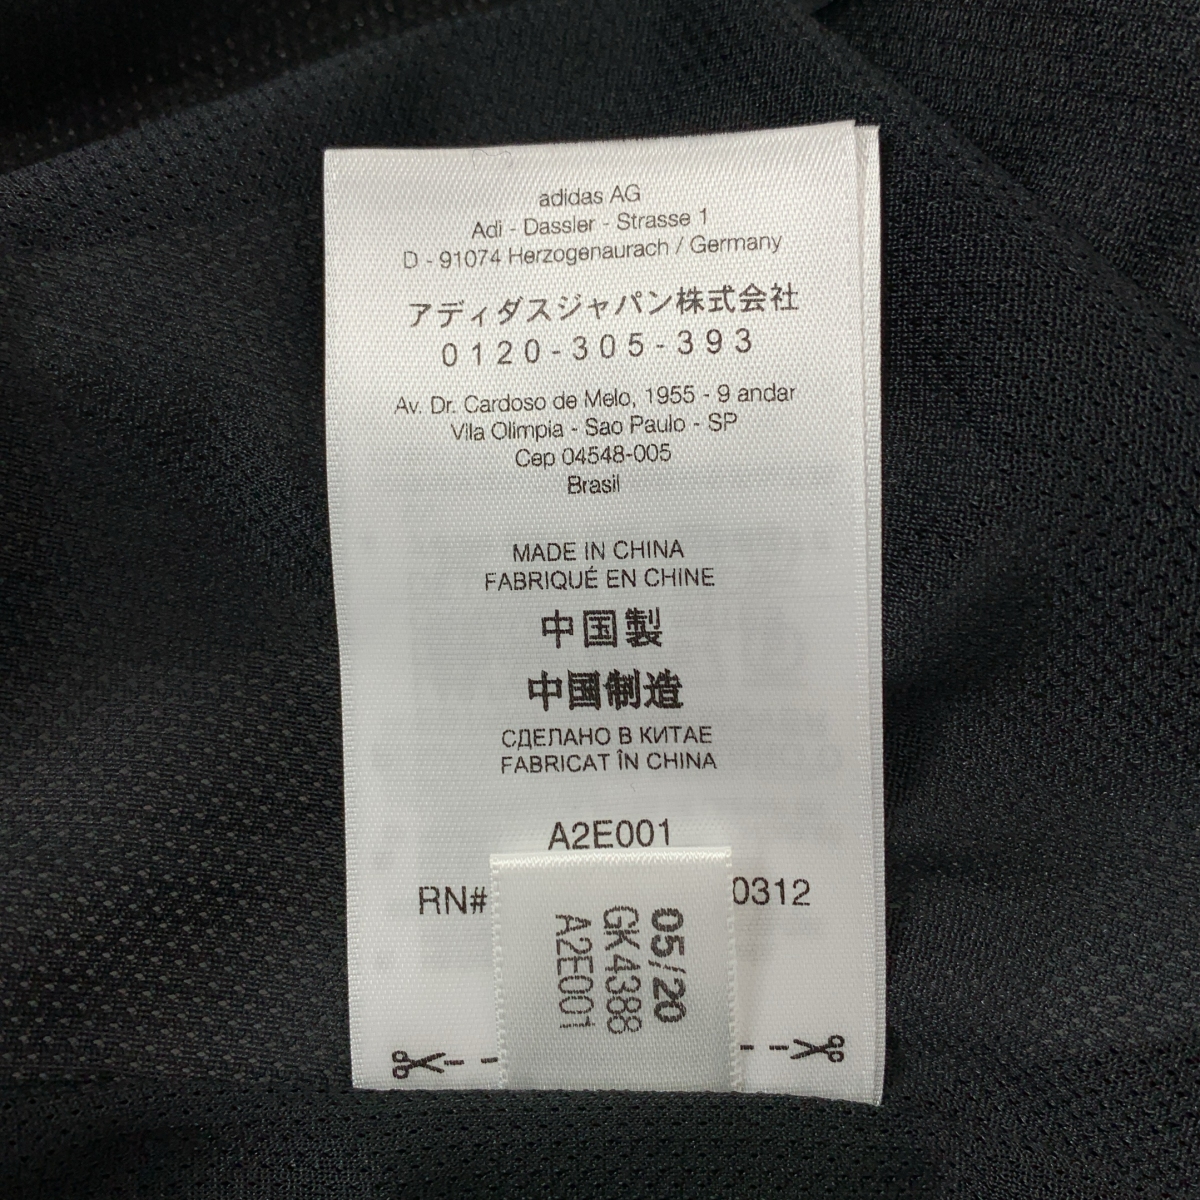 adidas AG
Adi - Dassler - Strasse 1
D - 91074 Herzogenaurach / Germany
アディダスジャパン株式会社
0120-305-393
Av. Dr. Cardoso de Melo, 1955 - 9 andar
Vila Olimpia - Sao Paulo - SP
Cep 04548-005
Brasil
MADE IN CHINA
FABRIQUÉ EN CHINE
中国製
中国制造
СДЕЛАНО В КИТАЕ
FABRICAT ÎN CHINA
A2E001
RN# 0312
05/20
GK4388
A2E001